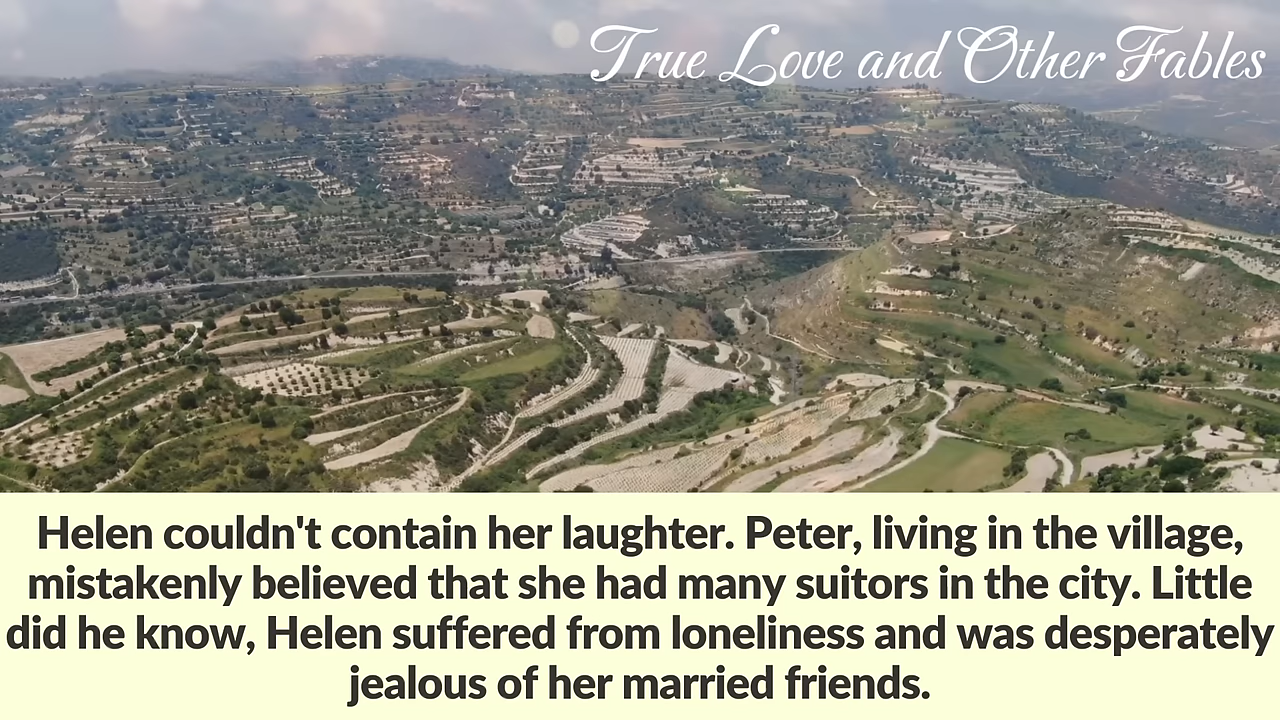 True Love and Other Fables
Helen couldn't contain her laughter. Peter, living in the village,
mistakenly believed that she had many suitors in the city. Little
did he know, Helen suffered from loneliness and was desperately
jealous of her married friends.